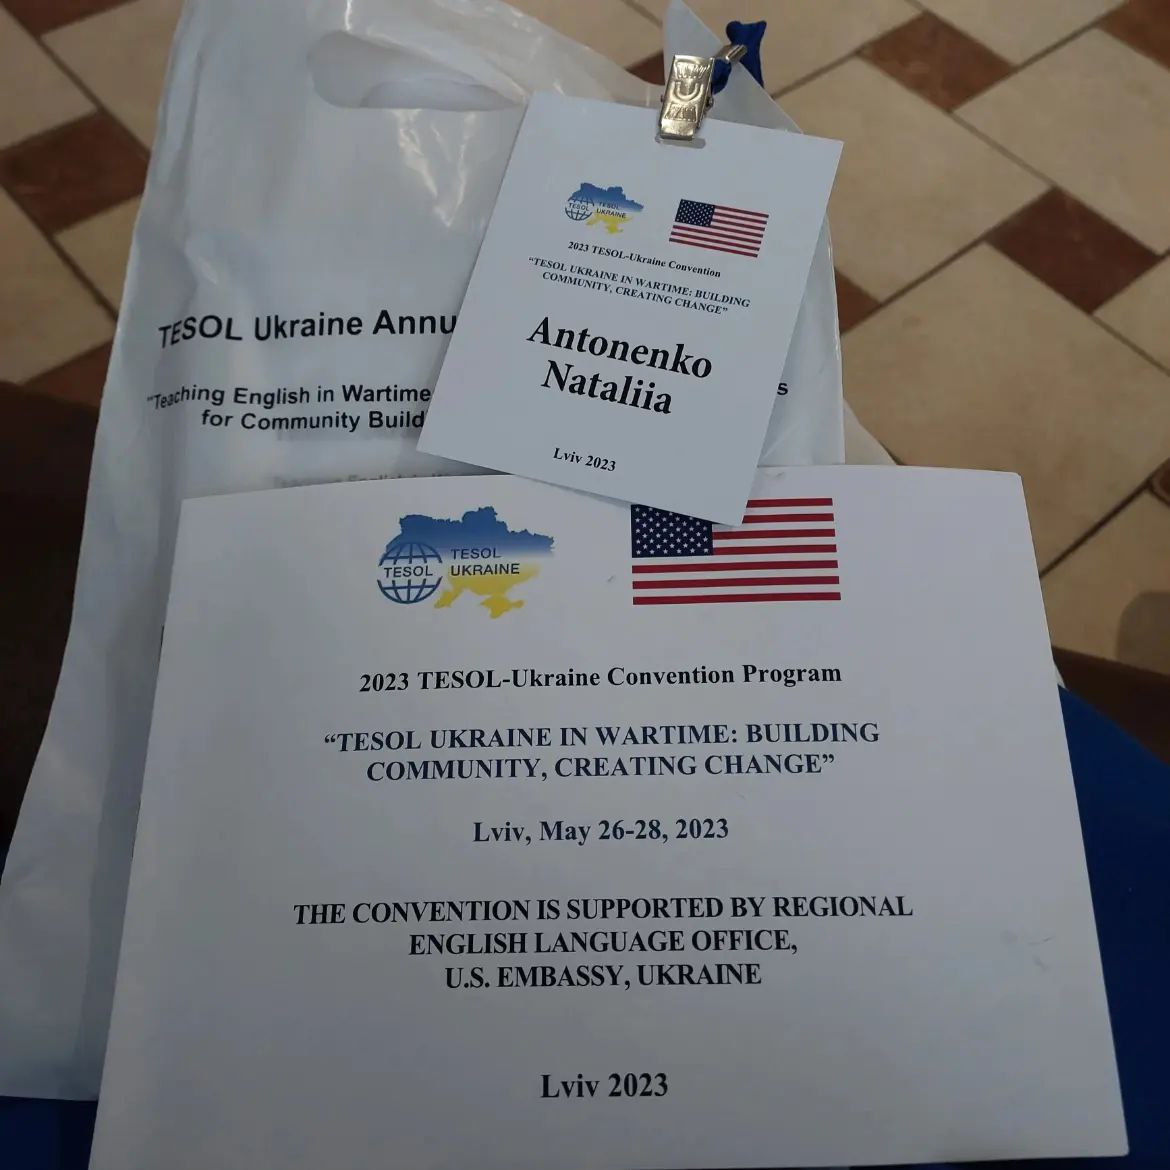 TESOL
TESOL
UKRAINE
2023 TESOL-Ukraine Convention
“TESOL UKRAINE IN WARTIME: BUILDING
COMMUNITY, CREATING CHANGE”
Antonenko
Nataliia
Lviv 2023
TESOL Ukraine Annu
“Teaching English in Wartime
s
for Community Build
TESOL
TESOL
UKRAINE
2023 TESOL-Ukraine Convention Program
“TESOL UKRAINE IN WARTIME: BUILDING
COMMUNITY, CREATING CHANGE”
Lviv, May 26-28, 2023
THE CONVENTION IS SUPPORTED BY REGIONAL
ENGLISH LANGUAGE OFFICE,
U.S. EMBASSY, UKRAINE
Lviv 2023